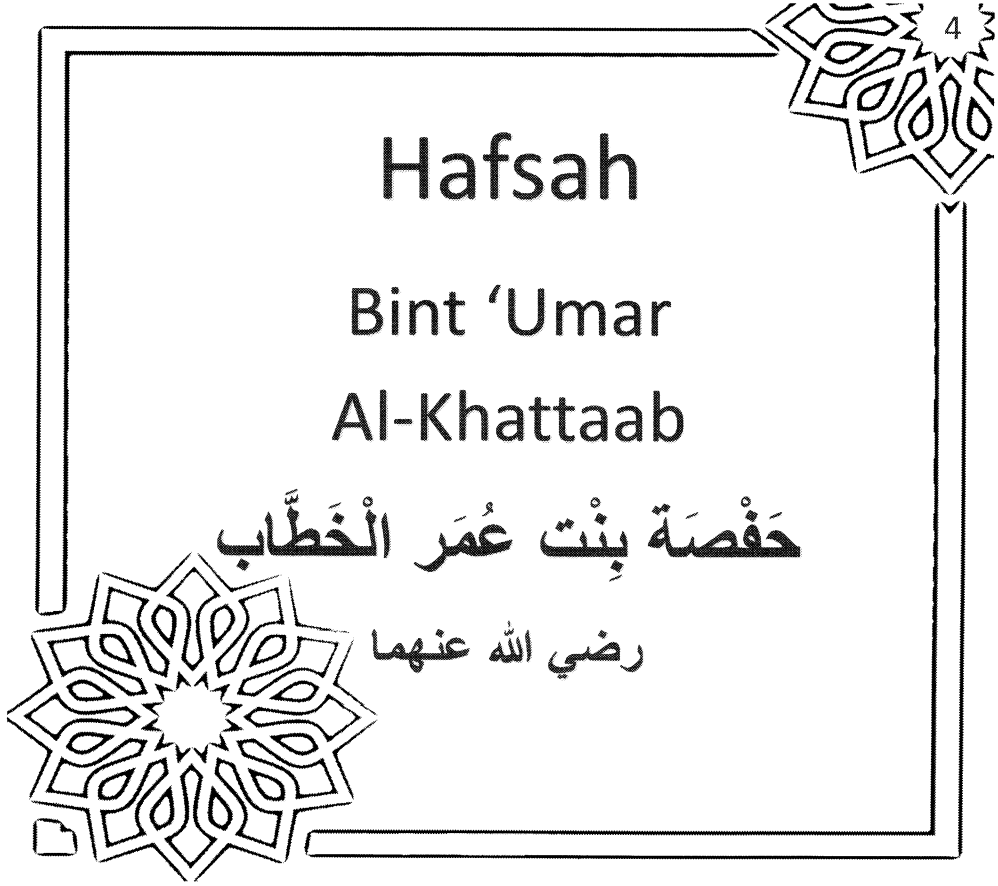 4
Hafsah
Bint ‘Umar
Al-Khattaab
حَفْصَة بِنْت عُمَر الْخَطَّاب
رضي الله عنهما